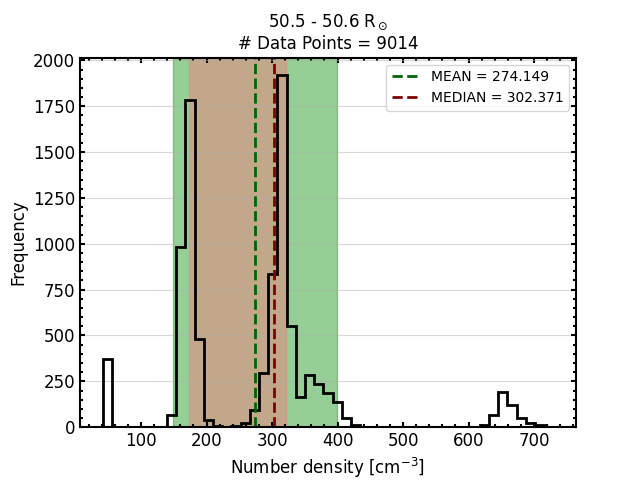 50.5 - 50.6 R⊙
# Data Points = 9014
MEAN = 274.149
MEDIAN = 302.371
Frequency
2000
1750
1500
1250
1000
750
500
250
0
100 200 300 400 500 600 700
Number density [cm⁻³]